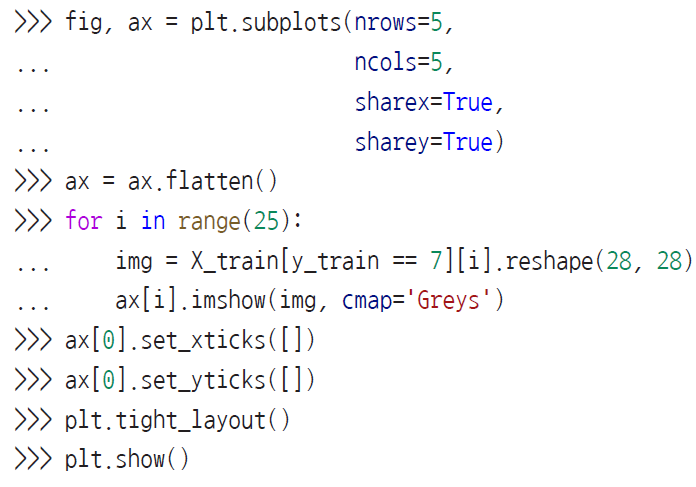 >>> fig, ax = plt.subplots(nrows=5,
...                        ncols=5,
...                        sharex=True,
...                        sharey=True)
>>> ax = ax.flatten()
>>> for i in range(25):
...     img = X_train[y_train == 7][i].reshape(28, 28)
...     ax[i].imshow(img, cmap='Greys')
>>> ax[0].set_xticks([])
>>> ax[0].set_yticks([])
>>> plt.tight_layout()
>>> plt.show()